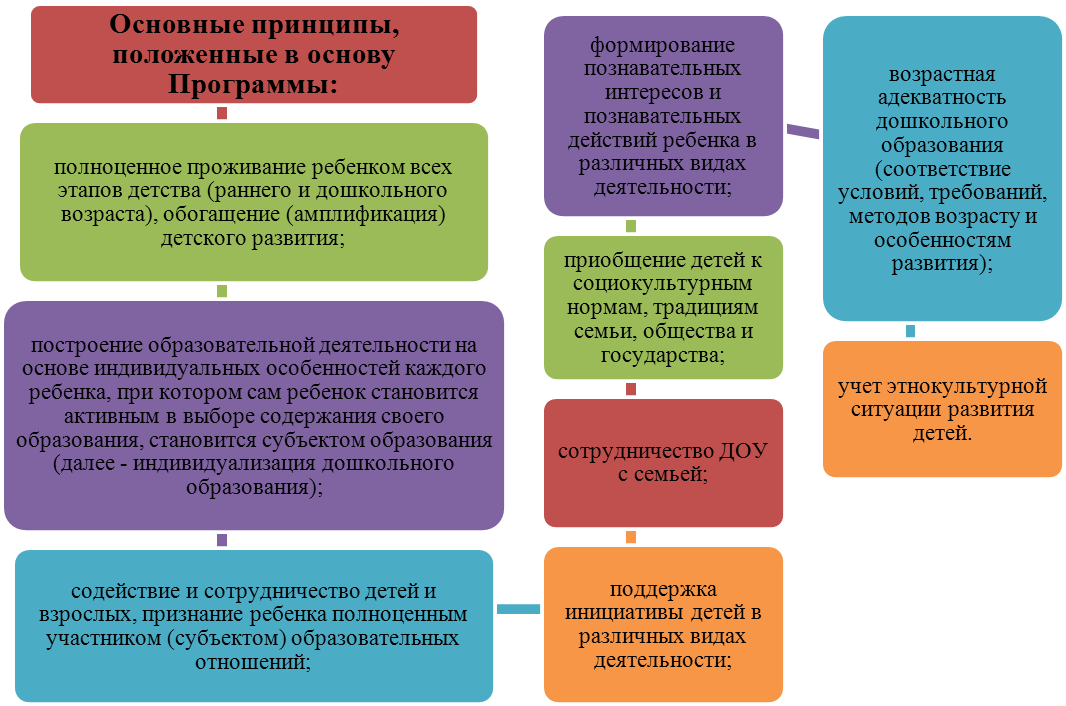 Основные принципы,
положенные в основу
Программы:
полноценное проживание ребенком всех
этапов детства (раннего и дошкольного
возраста), обогащение (амплификация)
детского развития;
построение образовательной деятельности на
основе индивидуальных особенностей каждого
ребенка, при котором сам ребенок становится
активным в выборе содержания своего
образования, становится субъектом образования
(далее - индивидуализация дошкольного
образования);
содействие и сотрудничество детей и
взрослых, признание ребенка полноценным
участником (субъектом) образовательных
отношений;
поддержка
инициативы детей в
различных видах
деятельности;
сотрудничество ДОУ
с семьей;
приобщение детей к
социокультурным
нормам, традициям
семьи, общества и
государства;
формирование
познавательных
интересов и
познавательных
действий ребенка в
различных видах
деятельности;
возрастная
адекватность
дошкольного
образования
(соответствие
условий, требований,
методов возрасту и
особенностям
развития);
учет этнокультурной
ситуации развития
детей.